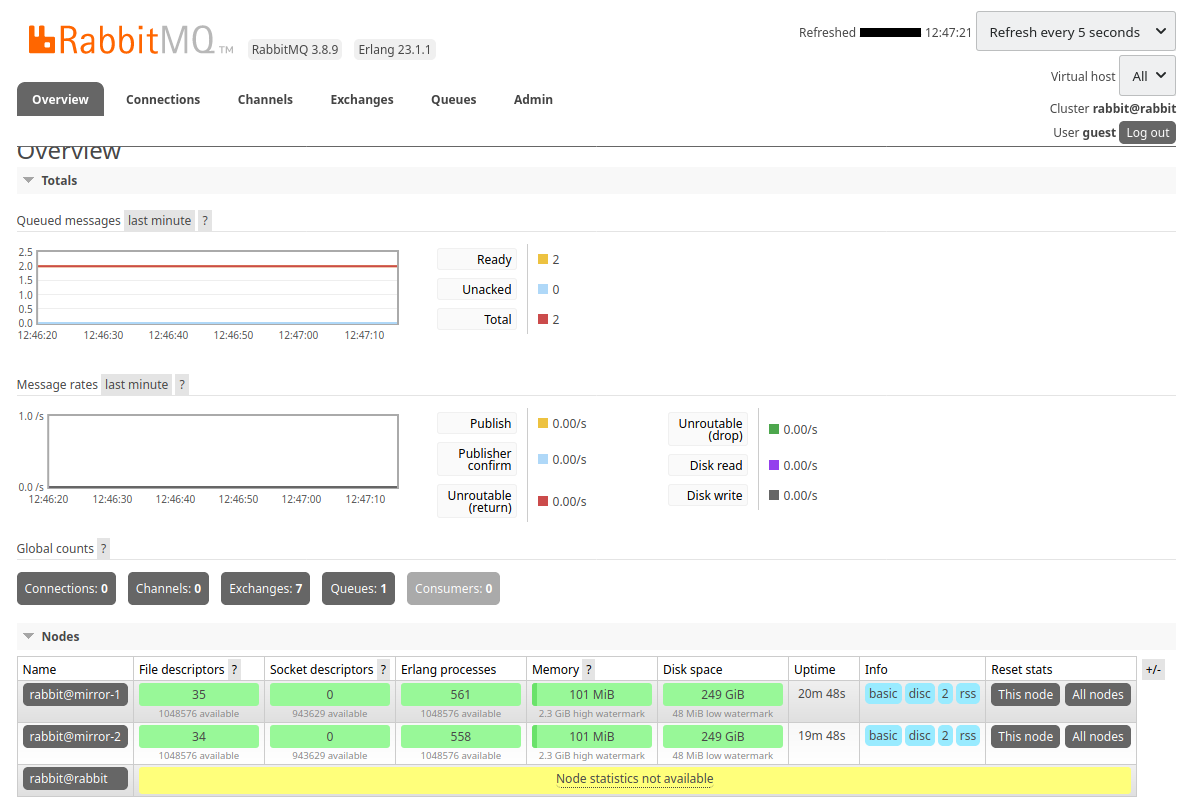 RabbitMQ TM RabbitMQ 3.8.9 Erlang 23.1.1
Refreshed 12:47:21 Refresh every 5 seconds
Virtual host All
Cluster rabbit@rabbit
User guest Log out
Overview Connections Channels Exchanges Queues Admin
Overview
Totals
Queued messages last minute ?
2.5
2.0
1.5
1.0
0.5
0.0
12:46:20 12:46:30 12:46:40 12:46:50 12:47:00 12:47:10
Ready 2
Unacked 0
Total 2
Message rates last minute ?
1.0 /s
0.0 /s
12:46:20 12:46:30 12:46:40 12:46:50 12:47:00 12:47:10
Publish 0.00/s
Publisher
confirm 0.00/s
Unroutable
(return) 0.00/s
Unroutable
(drop) 0.00/s
Disk read 0.00/s
Disk write 0.00/s
Global counts ?
Connections: 0 Channels: 0 Exchanges: 7 Queues: 1 Consumers: 0
Nodes
Name File descriptors ? Socket descriptors ? Erlang processes Memory ? Disk space Uptime Info Reset stats +/-
rabbit@mirror-1 35 0 561 101 MiB 249 GiB 20m 48s basic disc 2 rss This node All nodes
1048576 available 943629 available 1048576 available 2.3 GiB high watermark 48 MiB low watermark
rabbit@mirror-2 34 0 558 101 MiB 249 GiB 19m 48s basic disc 2 rss This node All nodes
1048576 available 943629 available 1048576 available 2.3 GiB high watermark 48 MiB low watermark
rabbit@rabbit Node statistics not available